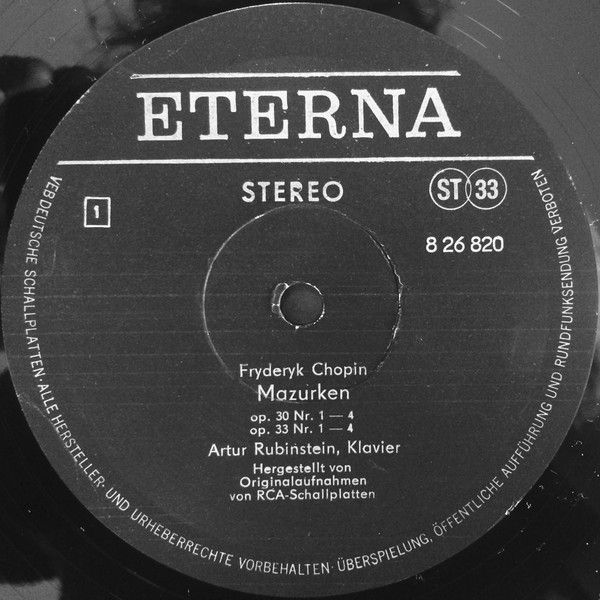 ETERNA
STEREO
ST 33
1
8 26 820
Fryderyk Chopin
Mazurken
op. 30 Nr. 1 — 4
op. 33 Nr. 1 — 4
Artur Rubinstein, Klavier
Hergestellt von
Originalaufnahmen
von RCA-Schallplatten
VEB DEUTSCHE SCHALLPLATTEN · ALLE HERSTELLER- UND URHEBERRECHTE VORBEHALTEN · ÜBERSPIELUNG, ÖFFENTLICHE AUFFÜHRUNG UND RUNDFUNKSENDUNG VERBOTEN